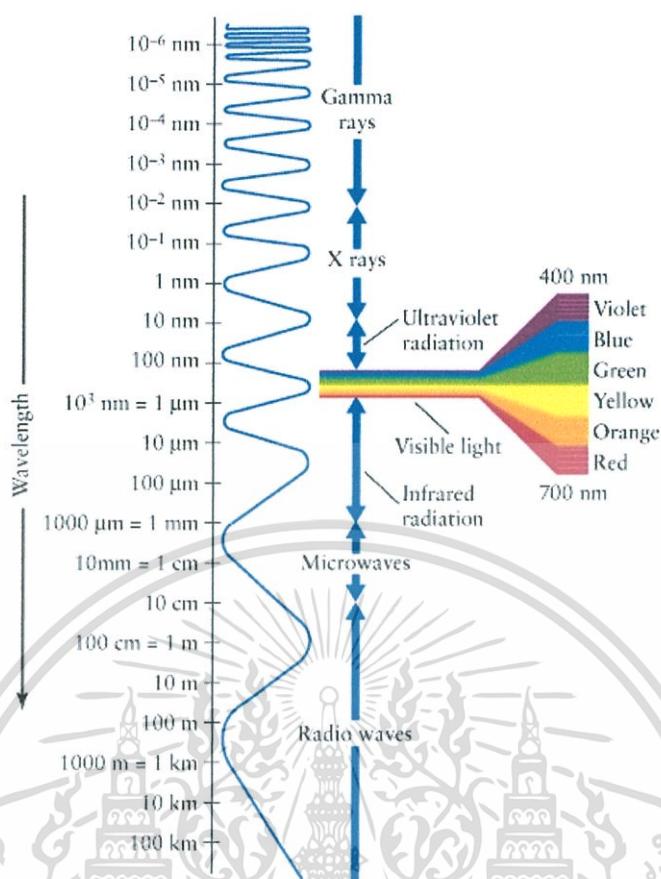 Wavelength
10⁻⁶ nm
10⁻⁵ nm
10⁻⁴ nm
10⁻³ nm
10⁻² nm
10⁻¹ nm
1 nm
10 nm
100 nm
10³ nm = 1 µm
10 µm
100 µm
1000 µm = 1 mm
10mm = 1 cm
10 cm
100 cm = 1 m
10 m
100 m
1000 m = 1 km
10 km
100 km
Gamma
rays
X rays
Ultraviolet
radiation
Visible light
Infrared
radiation
Microwaves
Radio waves
400 nm
Violet
Blue
Green
Yellow
Orange
Red
700 nm